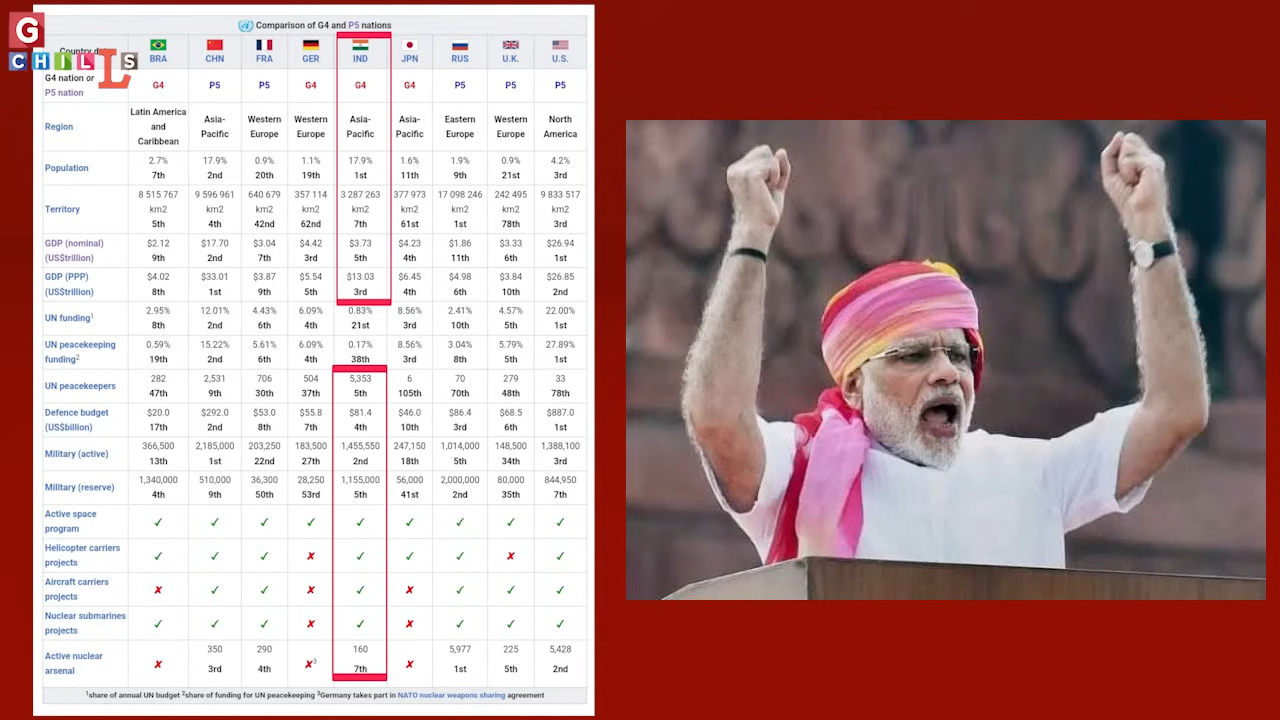 G
CHILLS
Comparison of G4 and P5 nations
BRA CHN FRA GER IND JPN RUS U.K. U.S.
G4 nation or
P5 nation
G4 P5 P5 G4 G4 G4 P5 P5 P5
Region
Latin America
and
Caribbean
Asia-
Pacific
Western
Europe
Western
Europe
Asia-
Pacific
Asia-
Pacific
Eastern
Europe
Western
Europe
North
America
Population
2.7% 17.9% 0.9% 1.1% 17.9% 1.6% 1.9% 0.9% 4.2%
7th 2nd 20th 19th 1st 11th 9th 21st 3rd
Territory
8 515 767 9 596 961 640 679 357 114 3 287 263 377 973 17 098 246 242 495 9 833 517
km2 km2 km2 km2 km2 km2 km2 km2 km2
5th 4th 42nd 62nd 7th 61st 1st 78th 3rd
GDP (nominal)
(US$trillion)
$2.12 $17.70 $3.04 $4.42 $3.73 $4.23 $1.86 $3.33 $26.94
9th 2nd 7th 3rd 5th 4th 11th 6th 1st
GDP (PPP)
(US$trillion)
$4.02 $33.01 $3.87 $5.54 $13.03 $6.45 $4.98 $3.84 $26.85
8th 1st 9th 5th 3rd 4th 6th 10th 2nd
UN funding1
2.95% 12.01% 4.43% 6.09% 0.83% 8.56% 2.41% 4.57% 22.00%
8th 2nd 6th 4th 21st 3rd 10th 5th 1st
UN peacekeeping
funding2
0.59% 15.22% 5.61% 6.09% 0.17% 8.56% 3.04% 5.79% 27.89%
19th 2nd 6th 4th 38th 3rd 8th 5th 1st
UN peacekeepers
282 2,531 706 504 5,353 6 70 279 33
47th 9th 30th 37th 5th 105th 70th 48th 78th
Defence budget
(US$billion)
$20.0 $292.0 $53.0 $55.8 $81.4 $46.0 $86.4 $68.5 $887.0
17th 2nd 8th 7th 4th 10th 3rd 6th 1st
Military (active)
366,500 2,185,000 203,250 183,500 1,455,550 247,150 1,014,000 148,500 1,388,100
13th 1st 22nd 27th 2nd 18th 5th 34th 3rd
Military (reserve)
1,340,000 510,000 36,300 28,250 1,155,000 56,000 2,000,000 80,000 844,950
4th 9th 50th 53rd 5th 41st 2nd 35th 7th
Active space
program
✓ ✓ ✓ ✓ ✓ ✓ ✓ ✓ ✓
Helicopter carriers
projects
✓ ✓ ✓ ✘ ✓ ✓ ✓ ✘ ✓
Aircraft carriers
projects
✘ ✓ ✓ ✘ ✓ ✘ ✓ ✓ ✓
Nuclear submarines
projects
✓ ✓ ✓ ✘ ✓ ✘ ✓ ✓ ✓
Active nuclear
arsenal
✘ 350 290 ✘3 160 ✘ 5,977 225 5,428
3rd 4th 7th 1st 5th 2nd
1share of annual UN budget 2share of funding for UN peacekeeping 3Germany takes part in NATO nuclear weapons sharing agreement